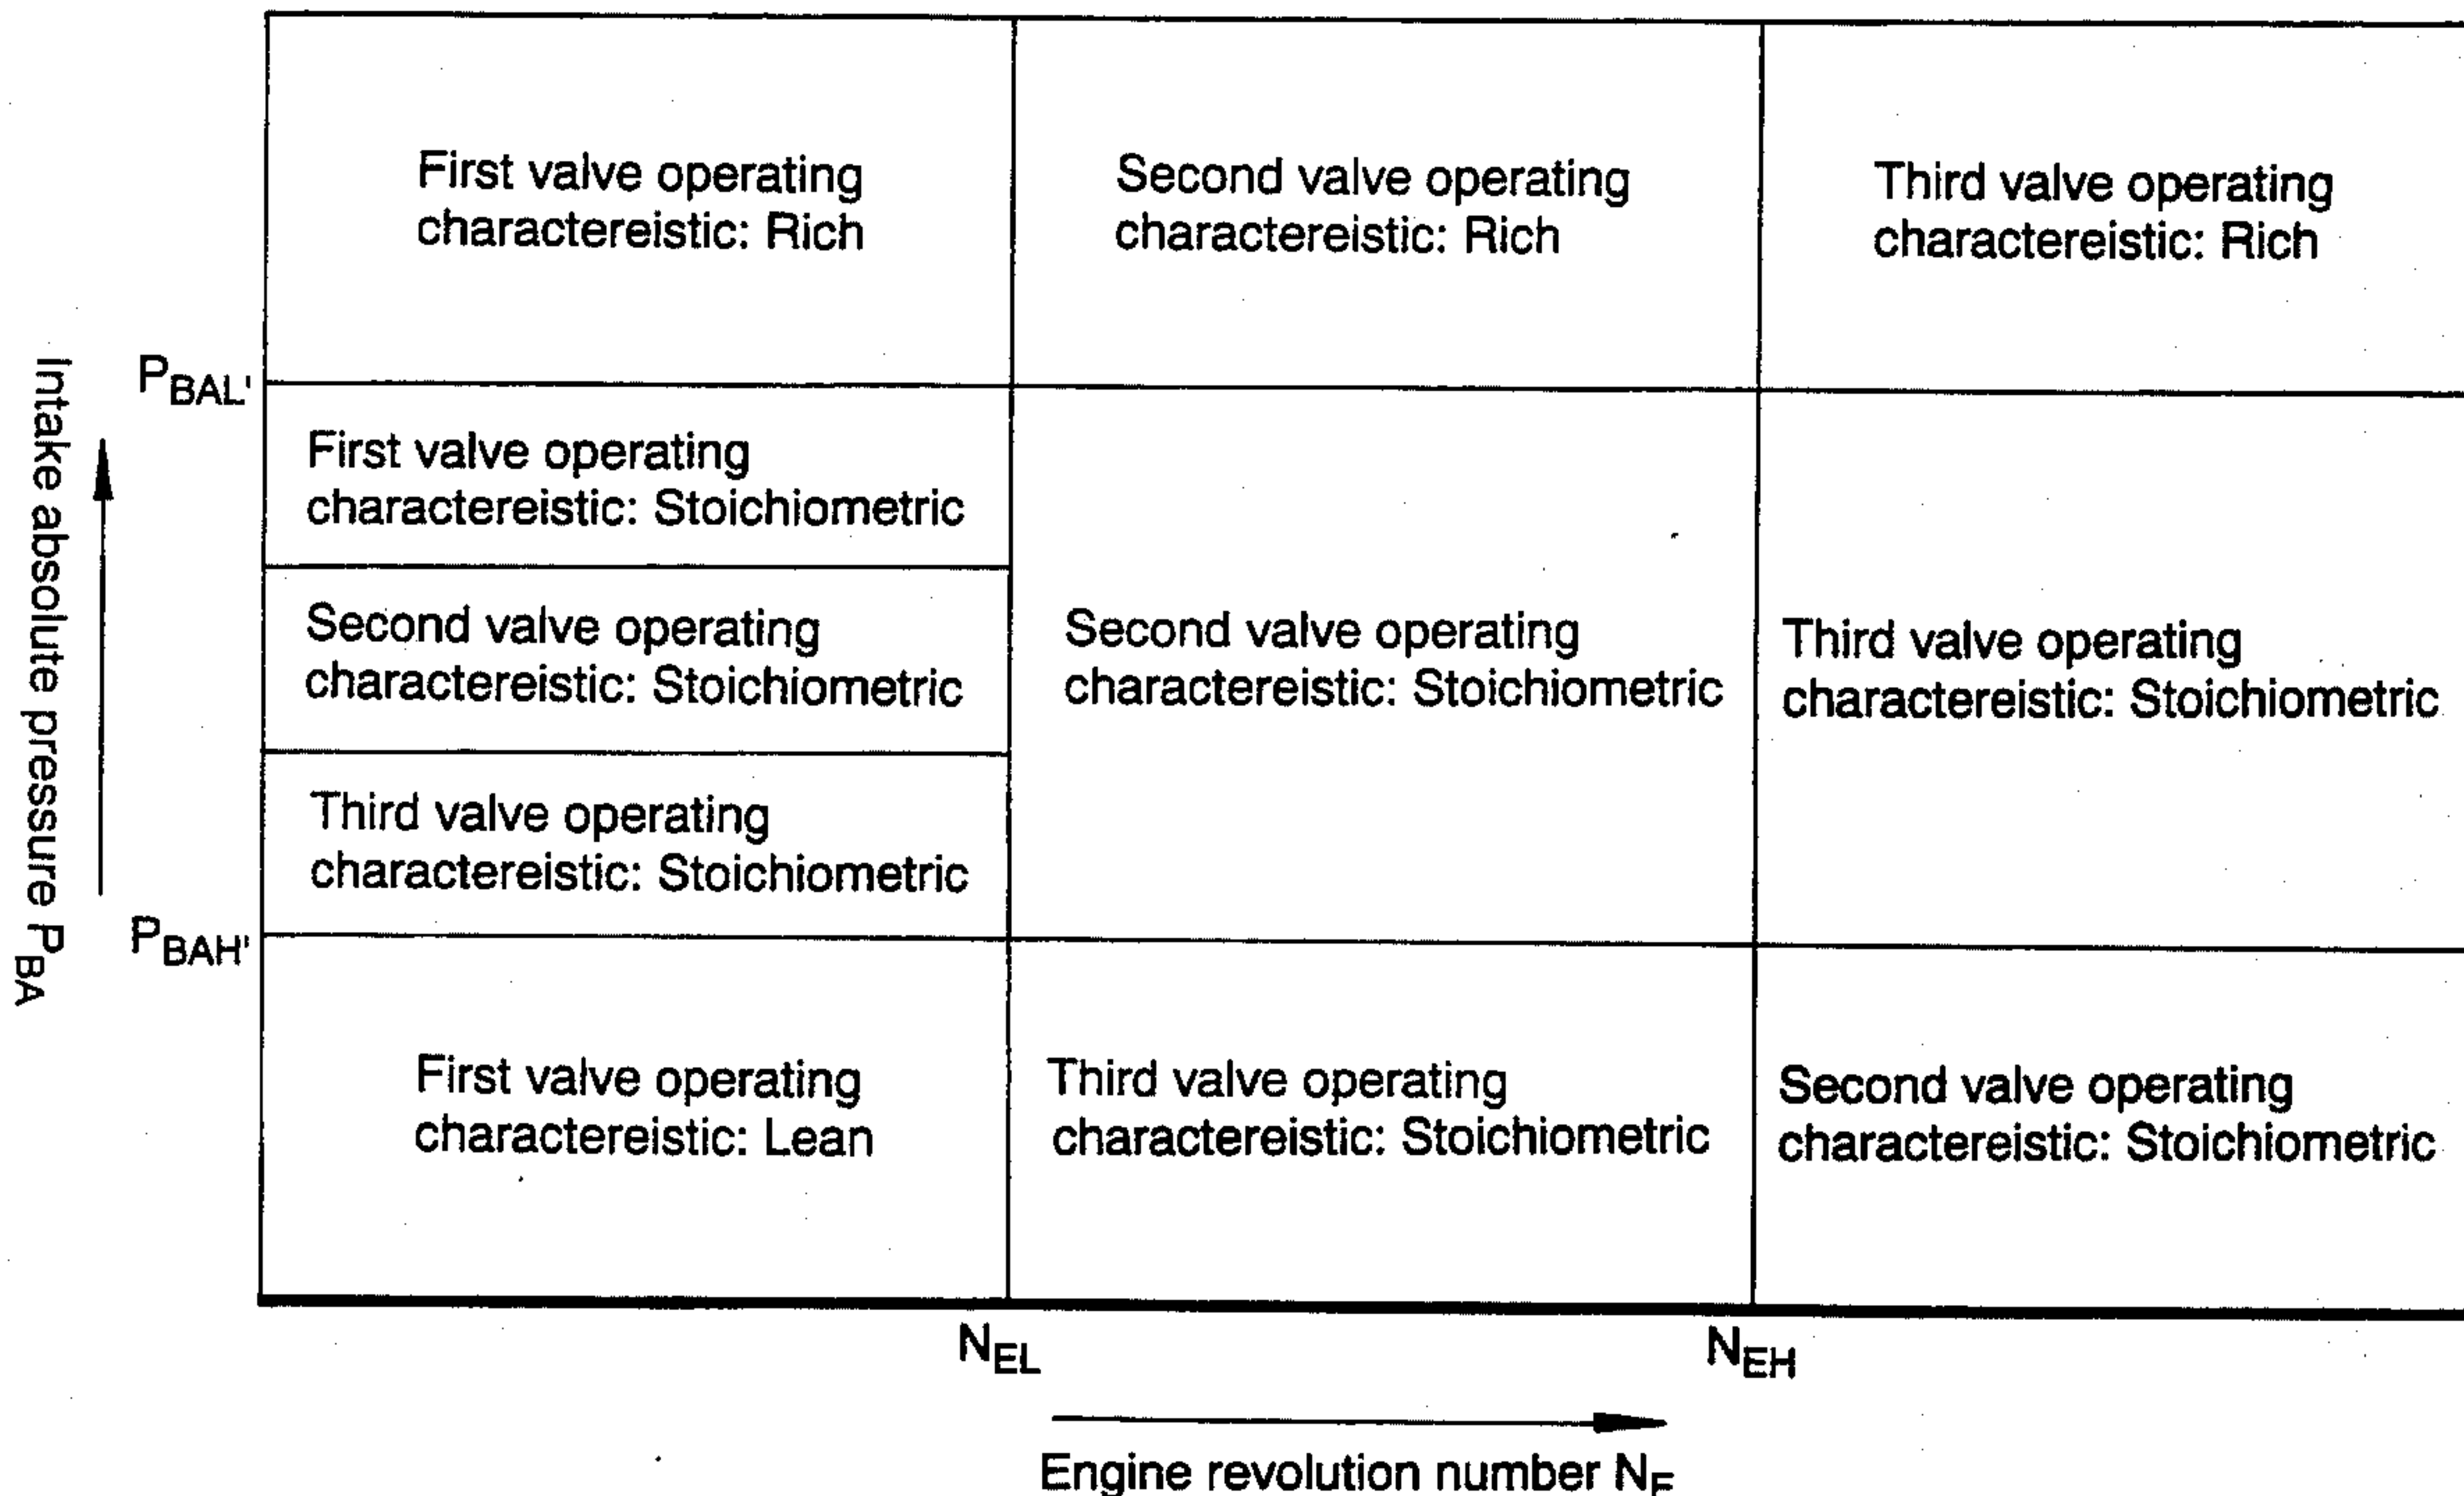 First valve operating
charactereistic: Rich
Second valve operating
charactereistic: Rich
Third valve operating
charactereistic: Rich
PBAL'
First valve operating
charactereistic: Stoichiometric
Second valve operating
charactereistic: Stoichiometric
Third valve operating
charactereistic: Stoichiometric
Second valve operating
charactereistic: Stoichiometric
Third valve operating
charactereistic: Stoichiometric
PBAH'
First valve operating
charactereistic: Lean
Third valve operating
charactereistic: Stoichiometric
Second valve operating
charactereistic: Stoichiometric
Intake absolute pressure PBA
NEL
NEH
Engine revolution number NE